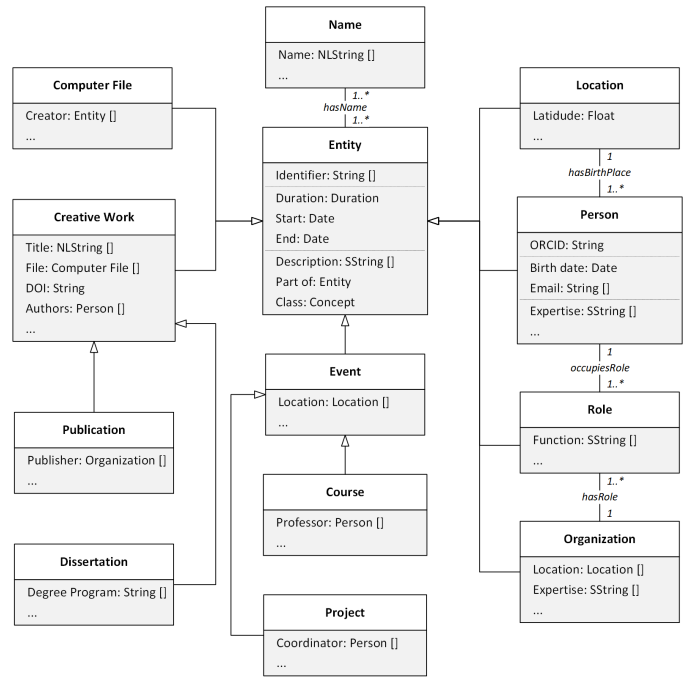 Name
Name: NLString []
...
1..*
hasName
1..*
Computer File
Creator: Entity []
...
Entity
Identifier: String []
Duration: Duration
Start: Date
End: Date
Description: SString []
Part of: Entity
Class: Concept
Location
Latidude: Float
...
1
hasBirthPlace
1..*
Creative Work
Title: NLString []
File: Computer File []
DOI: String
Authors: Person []
...
Person
ORCID: String
Birth date: Date
Email: String []
Expertise: SString []
...
1
occupiesRole
1..*
Event
Location: Location []
...
Role
Function: SString []
...
1..*
hasRole
1
Publication
Publisher: Organization []
...
Course
Professor: Person []
...
Organization
Location: Location []
Expertise: SString []
...
Dissertation
Degree Program: String []
...
Project
Coordinator: Person []
...